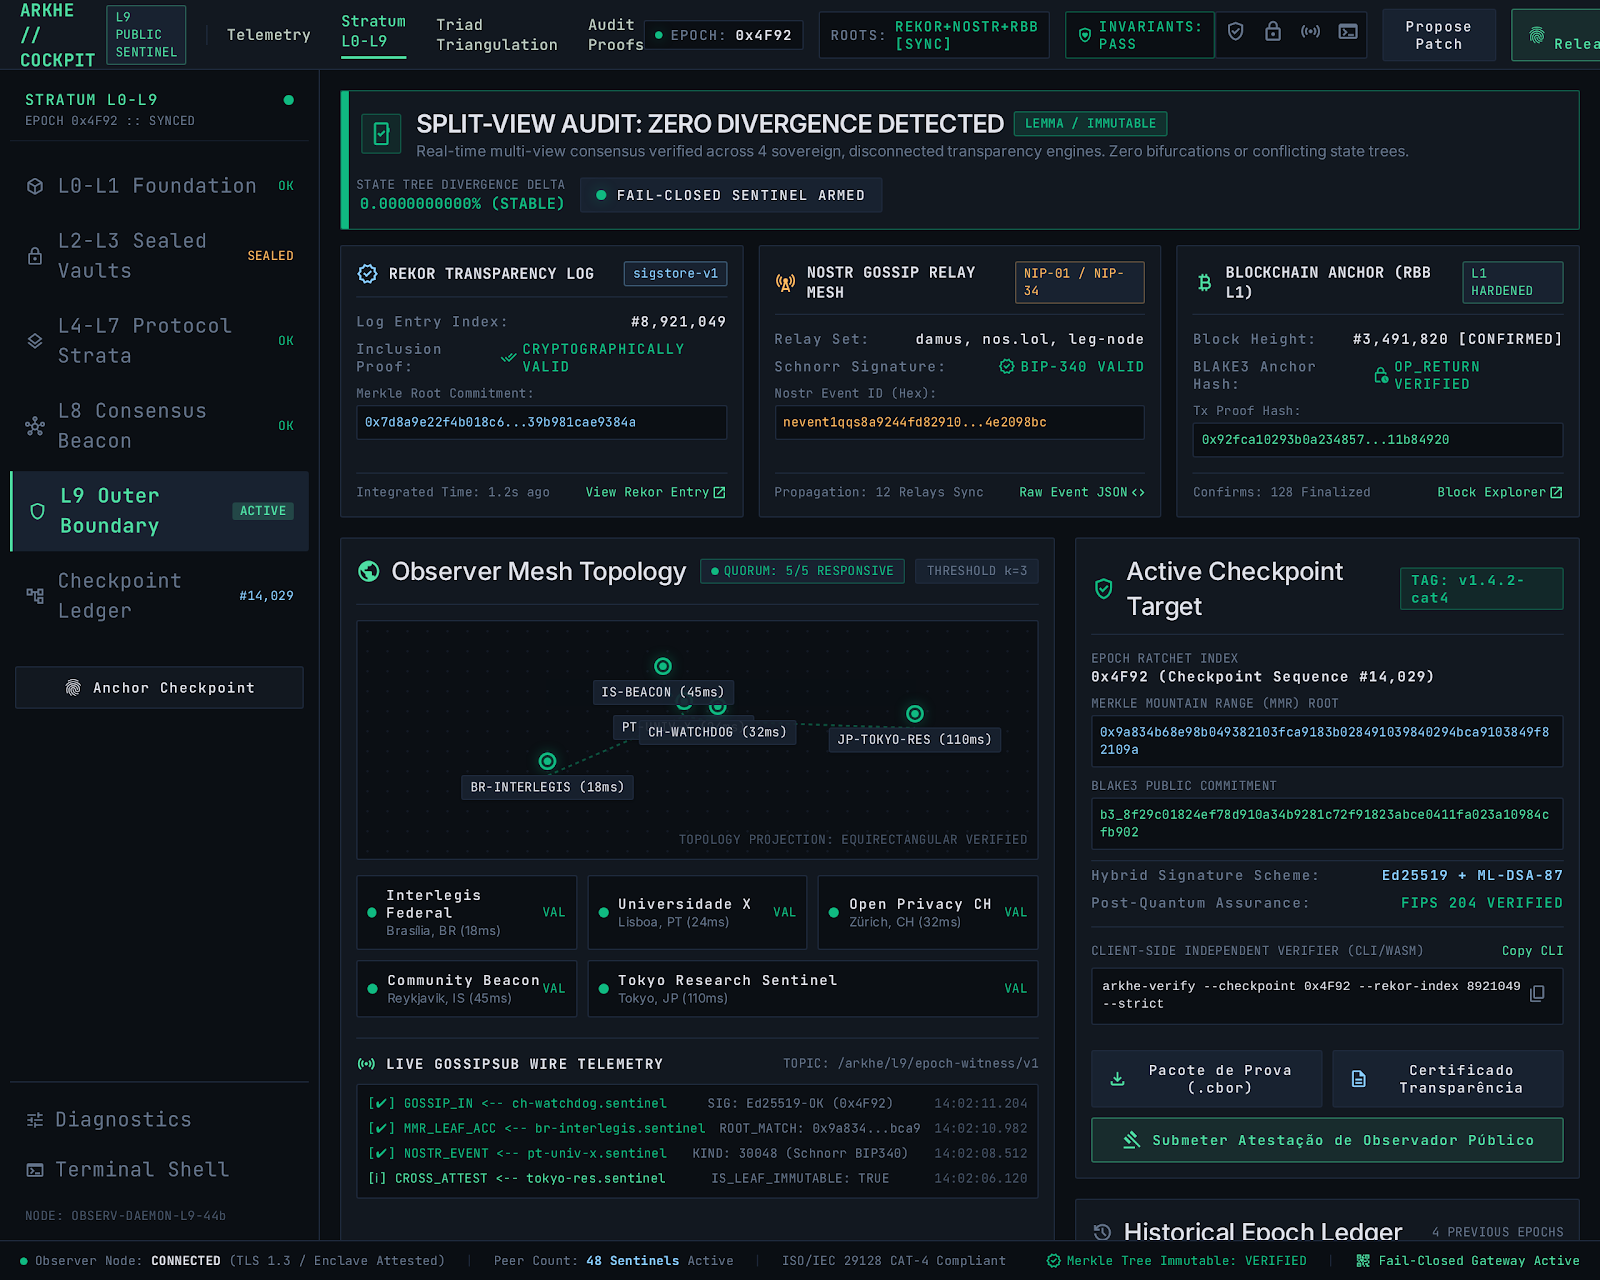 ARKHE
//
COCKPIT
L9
PUBLIC
SENTINEL
Telemetry
Stratum
L0-L9
Triad
Triangulation
Audit
Proofs
EPOCH: 0x4F92
ROOTS: REKOR+NOSTR+RBB
[SYNC]
INVARIANTS:
PASS
Propose
Patch
Relea
STRATUM L0-L9
EPOCH 0x4F92 :: SYNCED
L0-L1 Foundation OK
L2-L3 Sealed
Vaults
SEALED
L4-L7 Protocol
Strata
OK
L8 Consensus
Beacon
OK
L9 Outer
Boundary
ACTIVE
Checkpoint
Ledger
#14,029
Anchor Checkpoint
Diagnostics
Terminal Shell
NODE: OBSERV-DAEMON-L9-44b
SPLIT-VIEW AUDIT: ZERO DIVERGENCE DETECTED LEMMA / IMMUTABLE
Real-time multi-view consensus verified across 4 sovereign, disconnected transparency engines. Zero bifurcations or conflicting state trees.
STATE TREE DIVERGENCE DELTA
0.0000000000% (STABLE)
FAIL-CLOSED SENTINEL ARMED
REKOR TRANSPARENCY LOG sigstore-v1
Log Entry Index: #8,921,049
Inclusion
Proof:
CRYPTOGRAPHICALLY
VALID
Merkle Root Commitment:
0x7d8a9e22f4b018c6...39b981cae9384a
Integrated Time: 1.2s ago View Rekor Entry
NOSTR GOSSIP RELAY
MESH
NIP-01 / NIP-
34
Relay Set: damus, nos.lol, leg-node
Schnorr Signature: BIP-340 VALID
Nostr Event ID (Hex):
nevent1qqs8a9244fd82910...4e2098bc
Propagation: 12 Relays Sync Raw Event JSON
BLOCKCHAIN ANCHOR (RBB
L1)
L1
HARDENED
Block Height: #3,491,820 [CONFIRMED]
BLAKE3 Anchor
Hash:
OP_RETURN
VERIFIED
Tx Proof Hash:
0x92fca10293b0a234857...11b84920
Confirms: 128 Finalized Block Explorer
Observer Mesh Topology QUORUM: 5/5 RESPONSIVE THRESHOLD k=3
IS-BEACON (45ms)
PT
CH-WATCHDOG (32ms)
JP-TOKYO-RES (110ms)
BR-INTERLEGIS (18ms)
TOPOLOGY PROJECTION: EQUIRECTANGULAR VERIFIED
Interlegis
Federal
Brasília, BR (18ms)
VAL
Universidade X
Lisboa, PT (24ms)
VAL
Open Privacy CH
Zürich, CH (32ms)
VAL
Community Beacon
Reykjavik, IS (45ms)
VAL
Tokyo Research Sentinel
Tokyo, JP (110ms)
VAL
LIVE GOSSIPSUB WIRE TELEMETRY TOPIC: /arkhe/l9/epoch-witness/v1
[✔] GOSSIP_IN <-- ch-watchdog.sentinel SIG: Ed25519-OK (0x4F92) 14:02:11.204
[✔] MMR_LEAF_ACC <-- br-interlegis.sentinel ROOT_MATCH: 0x9a834...bca9 14:02:10.982
[✔] NOSTR_EVENT <-- pt-univ-x.sentinel KIND: 30048 (Schnorr BIP340) 14:02:08.512
[i] CROSS_ATTEST <-- tokyo-res.sentinel IS_LEAF_IMMUTABLE: TRUE 14:02:06.120
Active Checkpoint
Target
TAG: v1.4.2-
cat4
EPOCH RATCHET INDEX
0x4F92 (Checkpoint Sequence #14,029)
MERKLE MOUNTAIN RANGE (MMR) ROOT
0x9a834b68e98b049382103fca9183b028491039840294bca9103849f8
2109a
BLAKE3 PUBLIC COMMITMENT
b3_8f29c01824ef78d910a34b9281c72f91823abce0411fa023a10984c
fb902
Hybrid Signature Scheme: Ed25519 + ML-DSA-87
Post-Quantum Assurance: FIPS 204 VERIFIED
CLIENT-SIDE INDEPENDENT VERIFIER (CLI/WASM) Copy CLI
arkhe-verify --checkpoint 0x4F92 --rekor-index 8921049
--strict
Pacote de Prova
(.cbor)
Certificado
Transparência
Submeter Atestação de Observador Público
Historical Epoch Ledger 4 PREVIOUS EPOCHS
Observer Node: CONNECTED (TLS 1.3 / Enclave Attested) Peer Count: 48 Sentinels Active ISO/IEC 29128 CAT-4 Compliant Merkle Tree Immutable: VERIFIED Fail-Closed Gateway Active